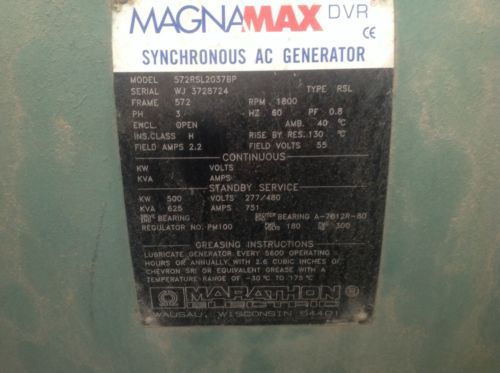 MAGNAMAX DVR®
CE
SYNCHRONOUS AC GENERATOR
MODEL 572RSL2037BP
SERIAL WJ 3728724 TYPE RSL
FRAME 572 RPM 1800
PH 3 HZ 60 PF 0.8
ENCL. OPEN AMB. 40 °C
INS.CLASS H RISE BY RES. 130 °C
FIELD AMPS 2.2 FIELD VOLTS 55
CONTINUOUS
KW VOLTS
KVA AMPS
STANDBY SERVICE
KW 500 VOLTS 277/480
KVA 625 AMPS 751
DRIVE END BEARING BEARING A-7612R-80
REGULATOR NO. PM100 VOLTS 180 300
GREASING INSTRUCTIONS
LUBRICATE GENERATOR EVERY 5600 OPERATING
HOURS OR ANNUALLY WITH 2.6 CUBIC INCHES OF
CHEVRON SRI OR EQUIVALENT GREASE WITH A
TEMPERATURE RANGE OF -30°C TO 175°C
MARATHON®
ELECTRIC
WAUSAU, WISCONSIN 54401